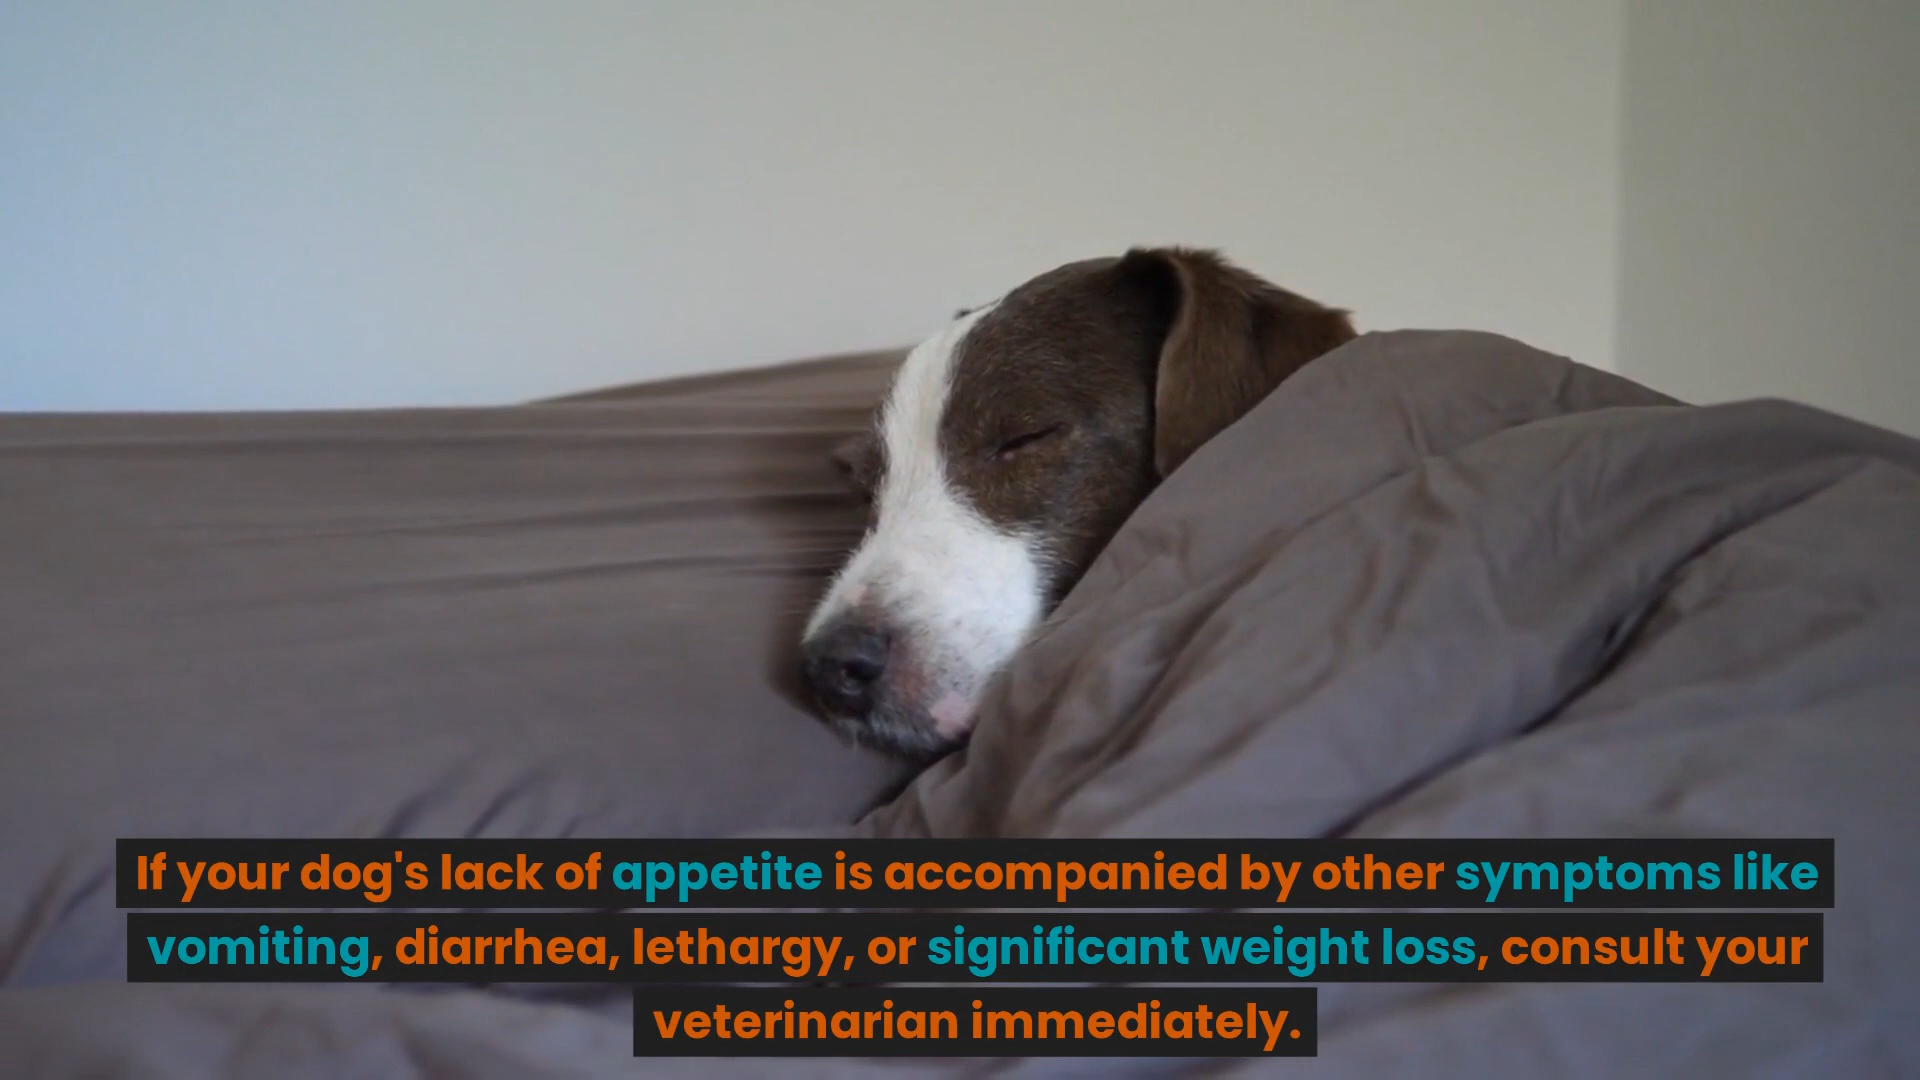 If your dog's lack of appetite is accompanied by other symptoms like
vomiting, diarrhea, lethargy, or significant weight loss, consult your
veterinarian immediately.